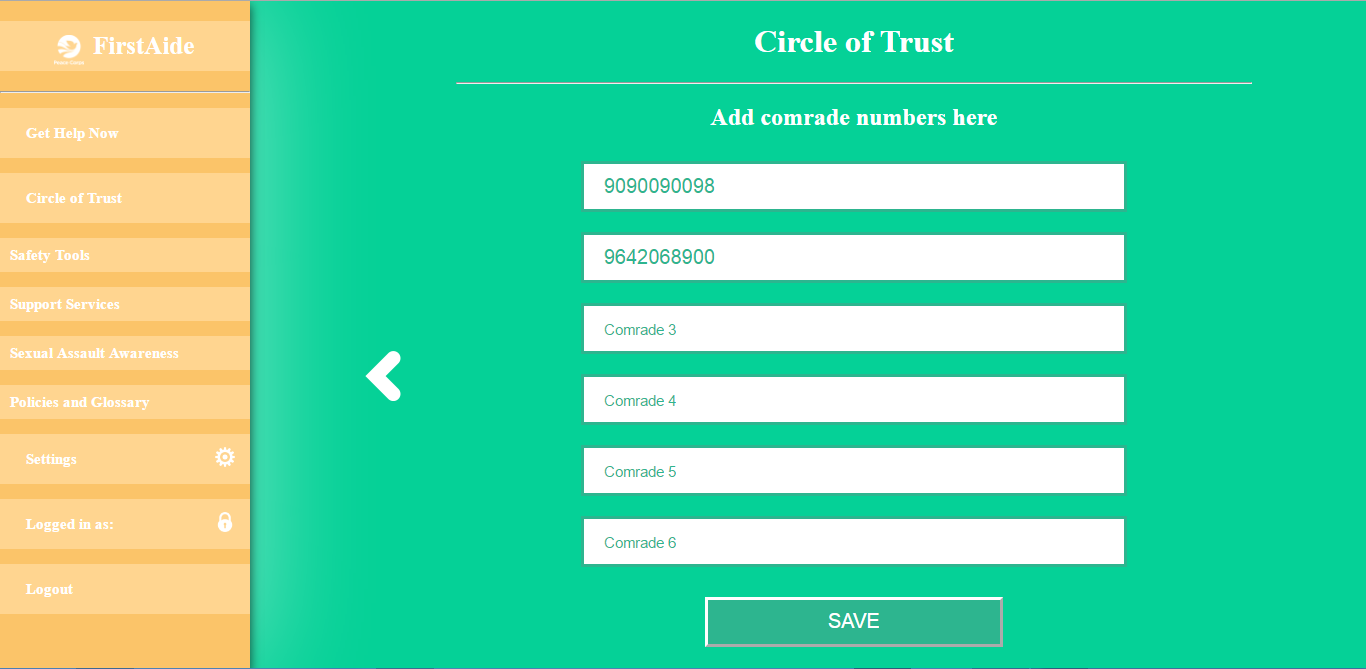 FirstAide
Get Help Now
Circle of Trust
Safety Tools
Support Services
Sexual Assault Awareness
Policies and Glossary
Settings
Logged in as:
Logout
Circle of Trust
Add comrade numbers here
9090090098
9642068900
Comrade 3
Comrade 4
Comrade 5
Comrade 6
SAVE